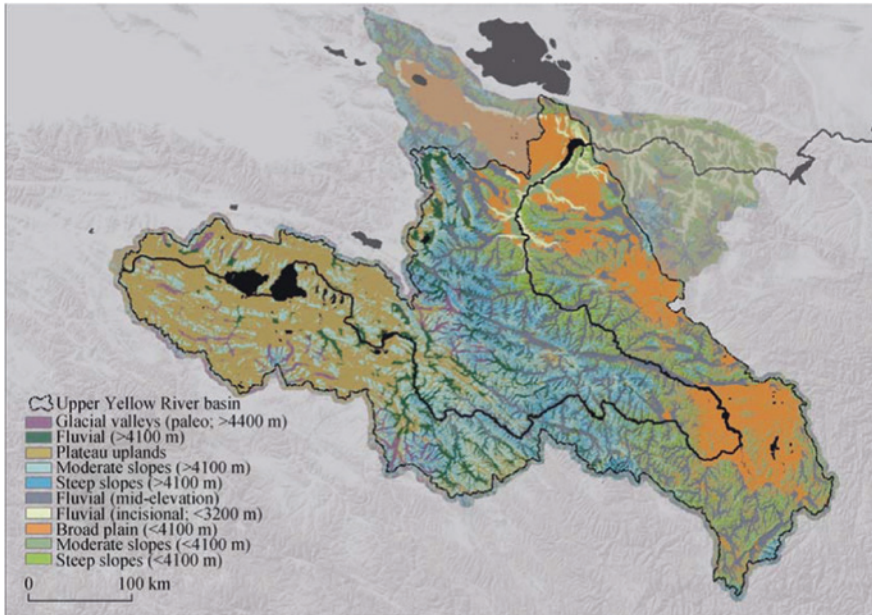 Upper Yellow River basin
Glacial valleys (paleo; >4400 m)
Fluvial (>4100 m)
Plateau uplands
Moderate slopes (>4100 m)
Steep slopes (>4100 m)
Fluvial (mid-elevation)
Fluvial (incisional; <3200 m)
Broad plain (<4100 m)
Moderate slopes (<4100 m)
Steep slopes (<4100 m)
0 100 km